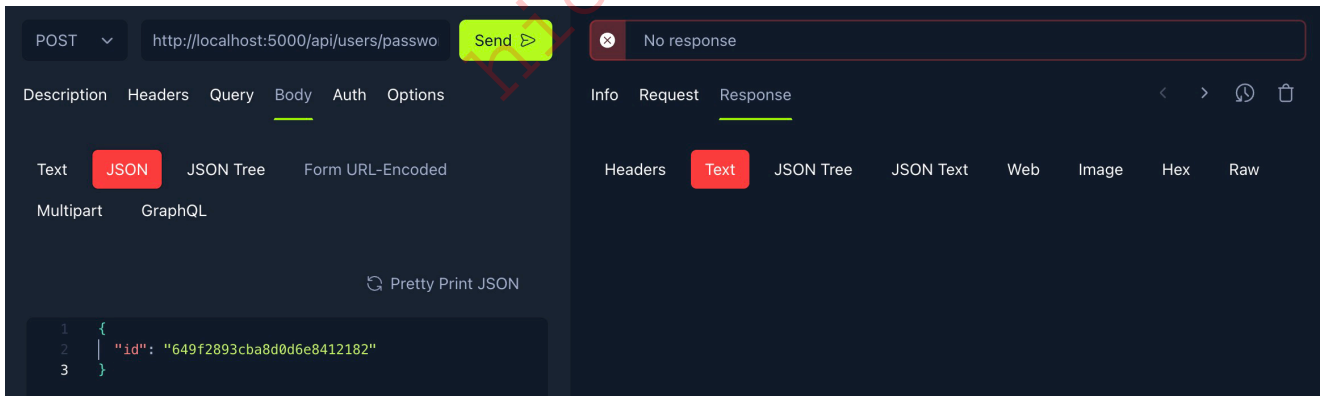 POST http://localhost:5000/api/users/passwo Send
Description Headers Query Body Auth Options
Text JSON JSON Tree Form URL-Encoded
Multipart GraphQL
Pretty Print JSON
1 {
2 "id": "649f2893cba8d0d6e8412182"
3 }
No response
Info Request Response
Headers Text JSON Tree JSON Text Web Image Hex Raw